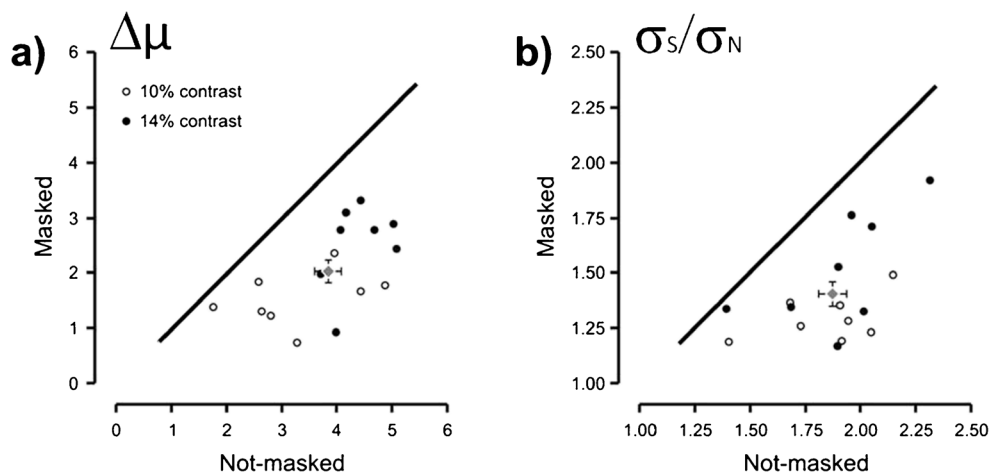 a) Δμ
6
5
4
3
2
1
0
Masked
10% contrast
14% contrast
0 1 2 3 4 5 6
Not-masked
b) σS/σN
2.50
2.25
2.00
1.75
1.50
1.25
1.00
Masked
1.00 1.25 1.50 1.75 2.00 2.25 2.50
Not-masked